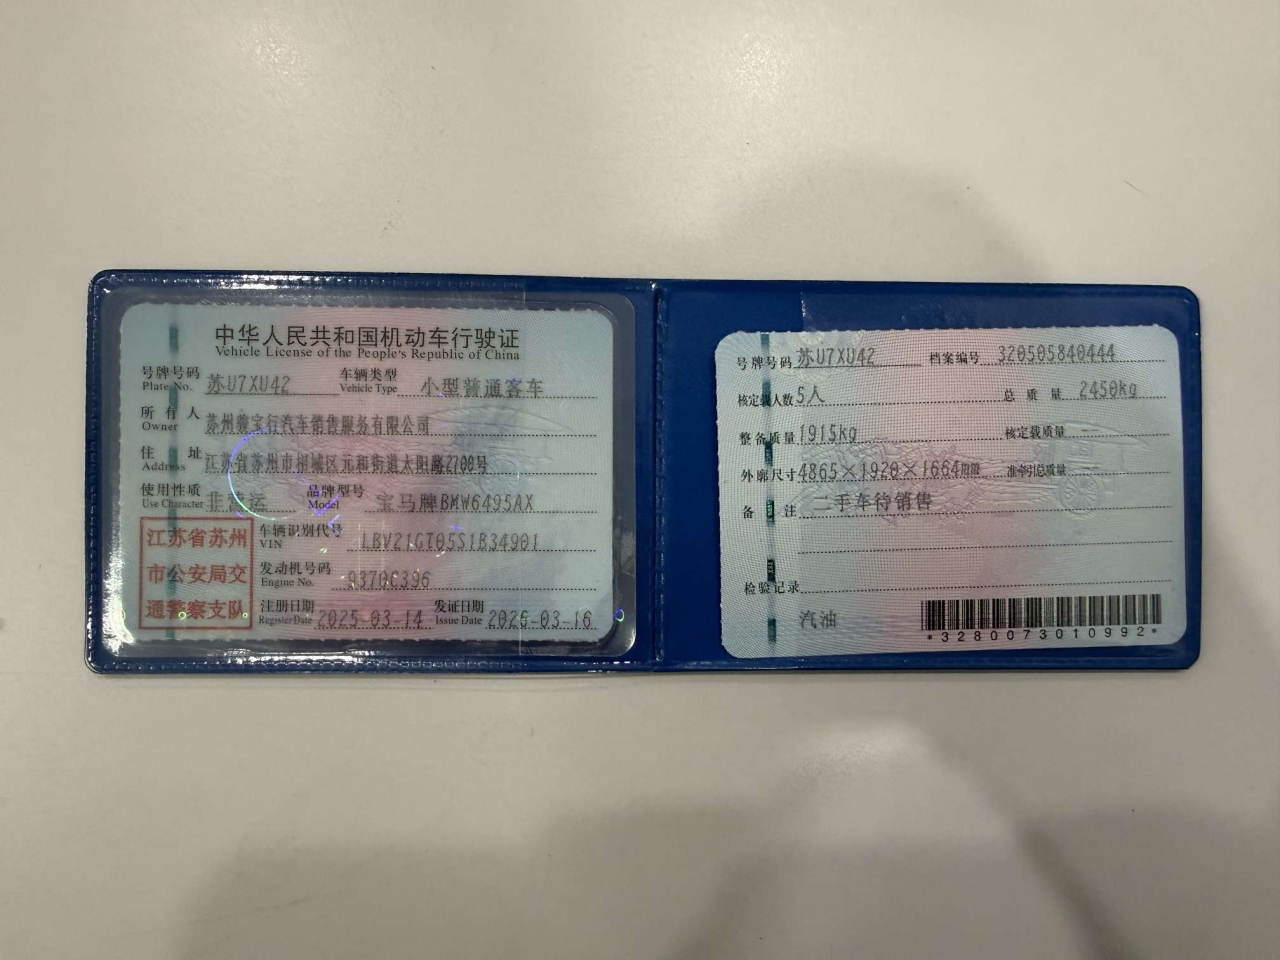 中华人民共和国机动车行驶证
Vehicle License of the People's Republic of China
号牌号码 Plate No. 苏U7XU42 车辆类型 Vehicle Type 小型普通客车
所有人 Owner 苏州骏宝行汽车销售服务有限公司
住址 Address 江苏省苏州市相城区元和街道太阳路2700号
使用性质 Use Character 非营运 品牌型号 Model 宝马牌BMW6495AX
江苏省苏州
市公安局交
通警察支队
车辆识别代号 VIN LBV21GT05S1B34901
发动机号码 Engine No. 9370C396
注册日期 Register Date 2025-03-14 发证日期 Issue Date 2026-03-16
号牌号码 苏U7XU42 档案编号 320505840444
核定载人数 5人 总质量 2450kg
整备质量 1915kg 核定载质量 --
外廓尺寸 4865×1920×1664mm 准牵引总质量
备注 二手车待销售
检验记录
汽油
*3280073010992*